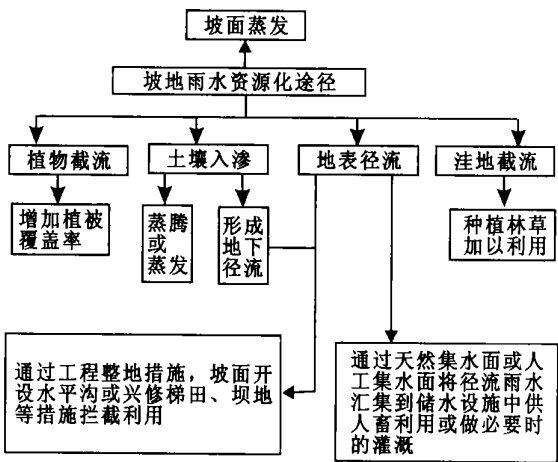 坡面蒸发
坡地雨水资源化途径
植物截流
土壤入渗
地表径流
洼地截流
增加植被
覆盖率
蒸腾
或
蒸发
形成
地下
径流
种植林草
加以利用
通过工程整地措施，坡面开
设水平沟或兴修梯田、坝地
等措施拦截利用
通过天然集水面或人
工集水面将径流雨水
汇集到储水设施中供
人畜利用或做必要时
的灌溉